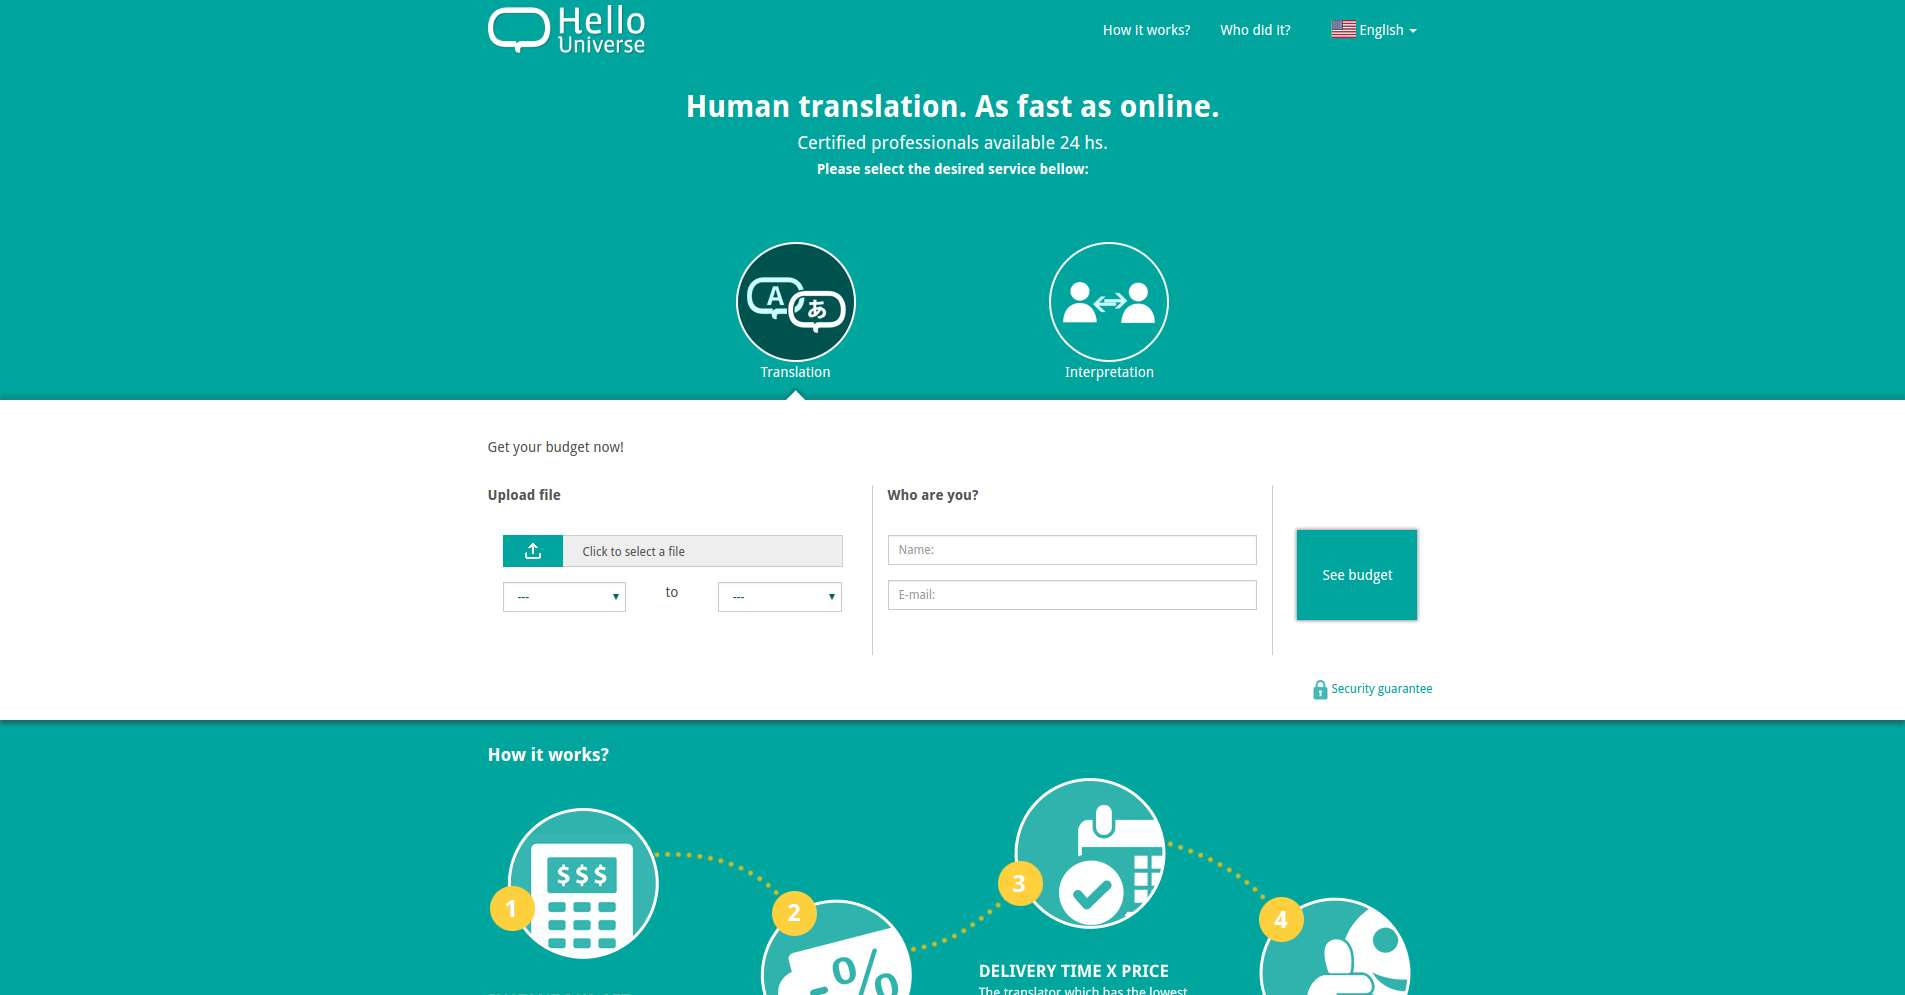 Hello
Universe
How it works?
Who did it?
English
Human translation. As fast as online.
Certified professionals available 24 hs.
Please select the desired service bellow:
A
あ
Translation
Interpretation
Get your budget now!
Upload file
Click to select a file
---
to
---
Who are you?
Name:
E-mail:
See budget
Security guarantee
How it works?
$$$
1
2
-%
3
4
DELIVERY TIME X PRICE
The translator which has the lowest